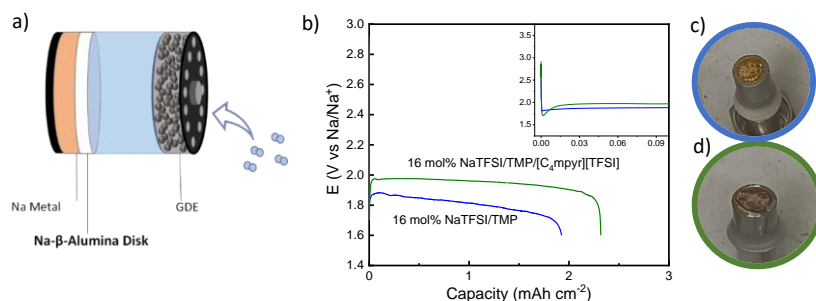 a)
Na Metal
Na-β-Alumina Disk
GDE
b)
E (V vs Na/Na⁺)
3.0
2.8
2.6
2.4
2.2
2.0
1.8
1.6
1.4
0
1
2
3
Capacity (mAh cm⁻²)
3.5
3.0
2.5
2.0
1.5
0.00
0.03
0.06
0.09
16 mol% NaTFSI/TMP/[C₄mpyr][TFSI]
16 mol% NaTFSI/TMP
c)
d)